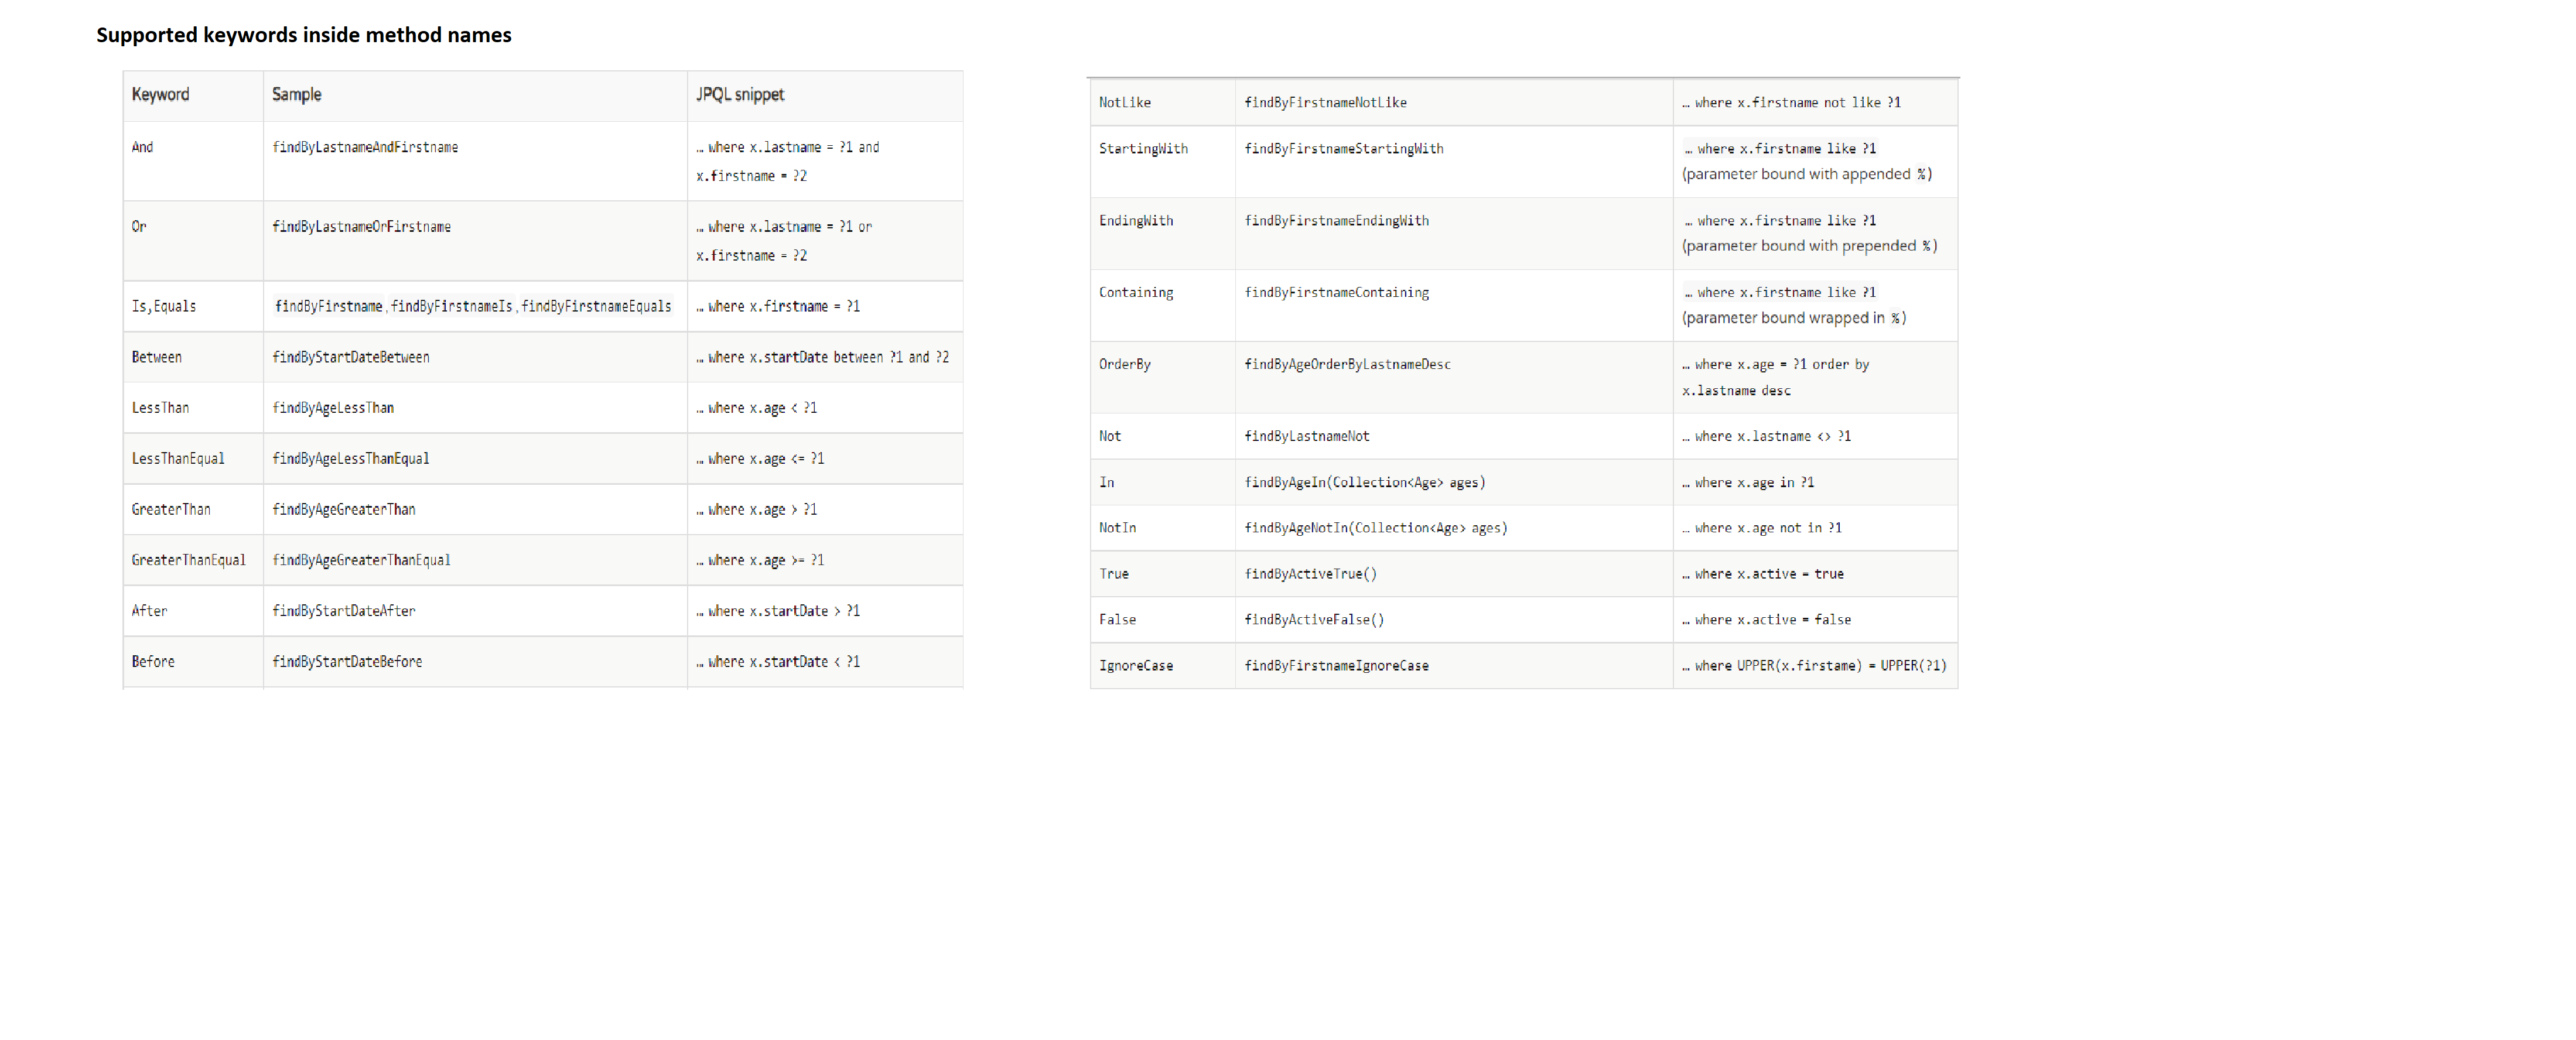 Supported keywords inside method names
Keyword Sample JPQL snippet
And findByLastnameAndFirstname … where x.lastname = ?1 and
x.firstname = ?2
Or findByLastnameOrFirstname … where x.lastname = ?1 or
x.firstname = ?2
Is,Equals findByFirstname,findByFirstnameIs,findByFirstnameEquals … where x.firstname = ?1
Between findByStartDateBetween … where x.startDate between ?1 and ?2
LessThan findByAgeLessThan … where x.age < ?1
LessThanEqual findByAgeLessThanEqual … where x.age <= ?1
GreaterThan findByAgeGreaterThan … where x.age > ?1
GreaterThanEqual findByAgeGreaterThanEqual … where x.age >= ?1
After findByStartDateAfter … where x.startDate > ?1
Before findByStartDateBefore … where x.startDate < ?1
NotLike findByFirstnameNotLike … where x.firstname not like ?1
StartingWith findByFirstnameStartingWith … where x.firstname like ?1
(parameter bound with appended %)
EndingWith findByFirstnameEndingWith … where x.firstname like ?1
(parameter bound with prepended %)
Containing findByFirstnameContaining … where x.firstname like ?1
(parameter bound wrapped in %)
OrderBy findByAgeOrderByLastnameDesc … where x.age = ?1 order by
x.lastname desc
Not findByLastnameNot … where x.lastname <> ?1
In findByAgeIn(Collection<Age> ages) … where x.age in ?1
NotIn findByAgeNotIn(Collection<Age> ages) … where x.age not in ?1
True findByActiveTrue() … where x.active = true
False findByActiveFalse() … where x.active = false
IgnoreCase findByFirstnameIgnoreCase … where UPPER(x.firstame) = UPPER(?1)